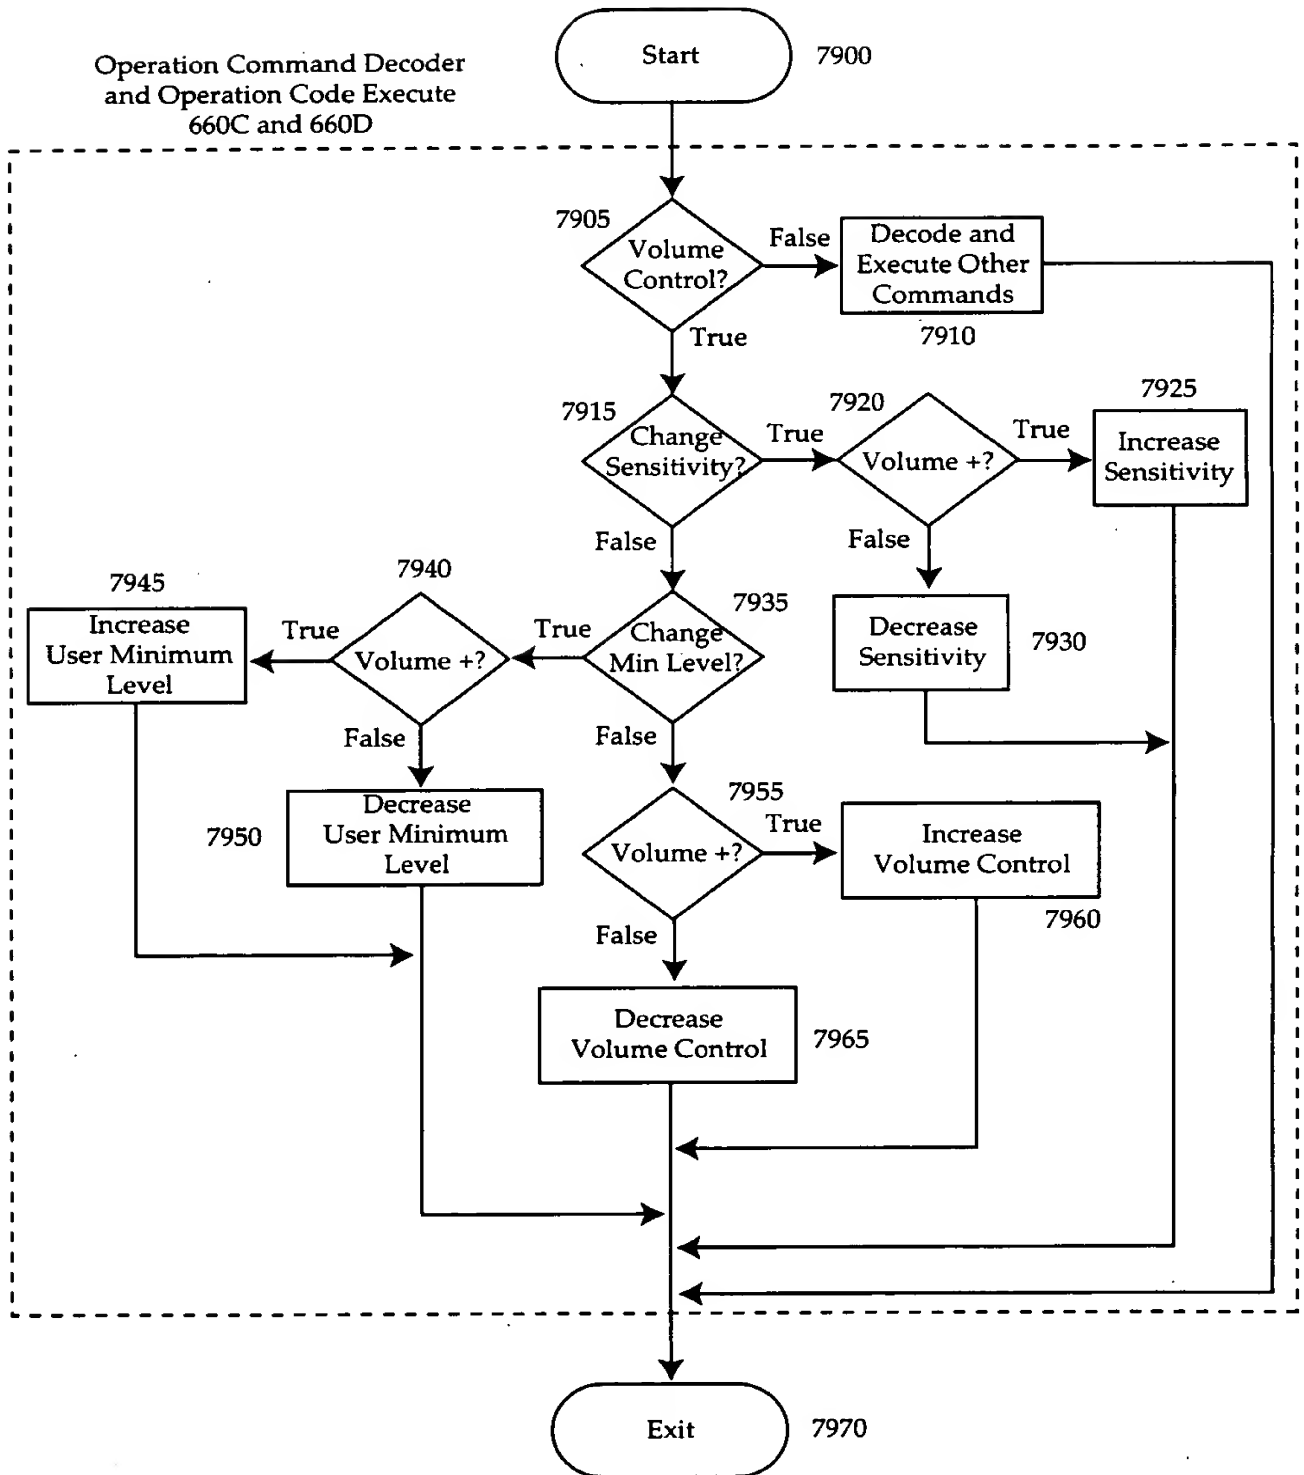 Start
7900
Operation Command Decoder
and Operation Code Execute
660C and 660D
7905
Volume
Control?
False
Decode and
Execute Other
Commands
7910
True
7915
Change
Sensitivity?
True
7920
Volume +?
True
7925
Increase
Sensitivity
False
False
7930
Decrease
Sensitivity
7935
Change
Min Level?
True
7940
Volume +?
True
7945
Increase
User Minimum
Level
False
7950
Decrease
User Minimum
Level
False
7955
Volume +?
True
Increase
Volume Control
7960
False
Decrease
Volume Control
7965
Exit
7970